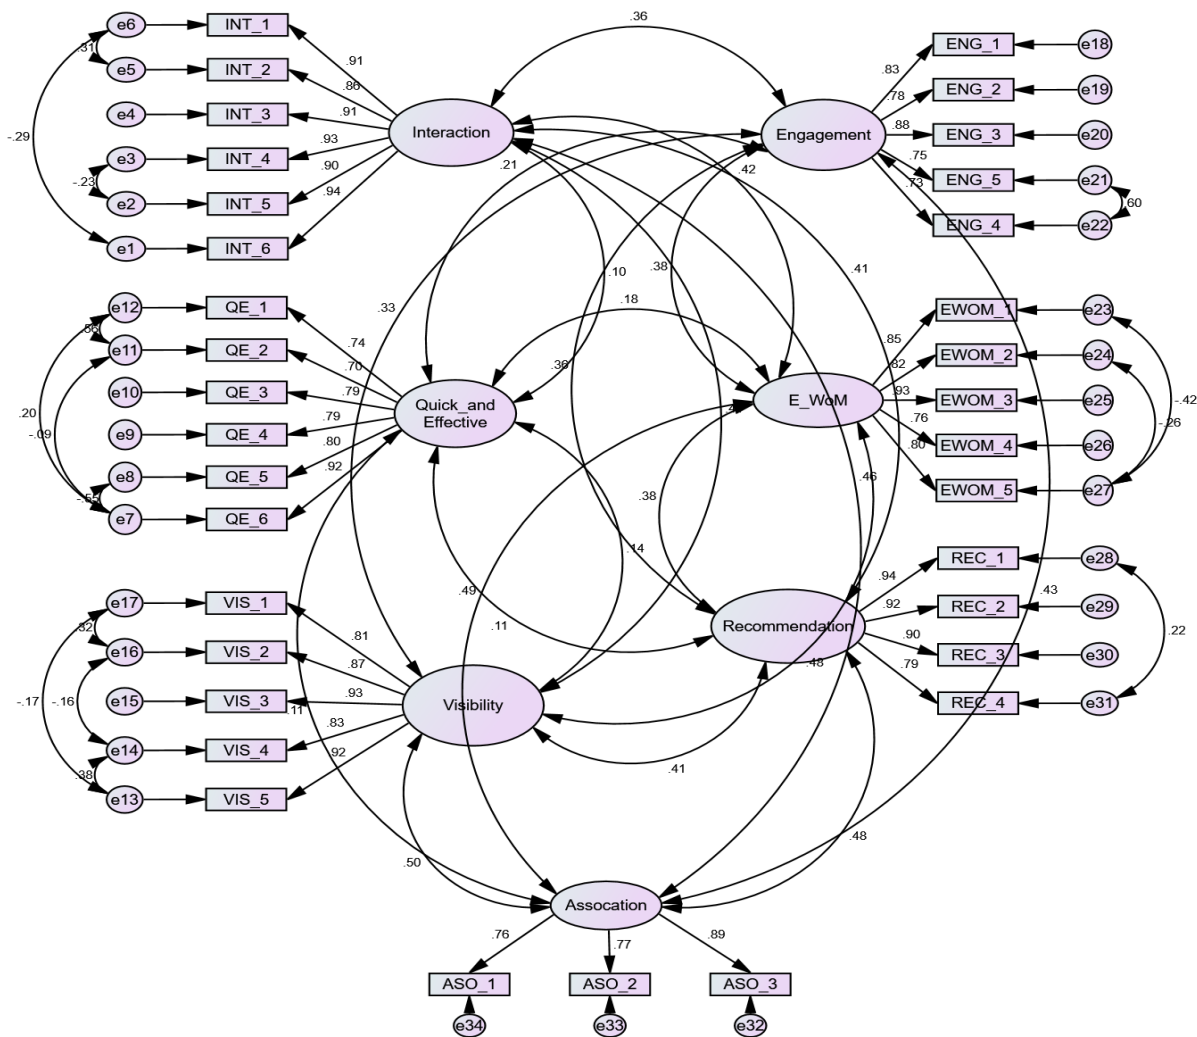 .36
e6
INT_1
.91
.31
e5
INT_2
.86
e4
INT_3
.91
-.29
e3
INT_4
.93
-.23
e2
INT_5
.90
e1
INT_6
.94
Interaction
Engagement
.83
ENG_1
e18
.78
ENG_2
e19
.88
ENG_3
e20
.75
ENG_5
e21
.73
ENG_4
e22
.60
.21
.42
.10
.38
.41
.33
.18
.36
e12
QE_1
.74
.56
e11
QE_2
.70
e10
QE_3
.79
.20
-.09
e9
QE_4
.79
e8
QE_5
.80
e7
QE_6
.92
Quick_and
Effective
E_WoM
.85
EWOM_1
e23
.82
EWOM_2
e24
.93
EWOM_3
e25
.76
EWOM_4
e26
.80
EWOM_5
e27
-.42
-.26
.46
.38
.14
.49
.11
.43
e17
VIS_1
.81
.32
e16
VIS_2
.87
-.17
-.16
e15
VIS_3
.93
.11
e14
VIS_4
.83
.38
e13
VIS_5
.92
Visibility
Recommendation
.94
REC_1
e28
.92
REC_2
e29
.90
REC_3
e30
.79
REC_4
e31
.22
.48
.41
.50
.48
Assocation
.76
.77
.89
ASO_1
ASO_2
ASO_3
e34
e33
e32